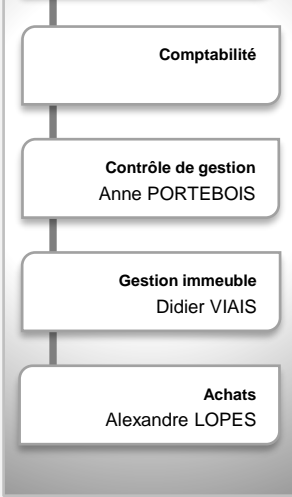 Comptabilité
Contrôle de gestion
Anne PORTEBOIS
Gestion immeuble
Didier VIAIS
Achats
Alexandre LOPES